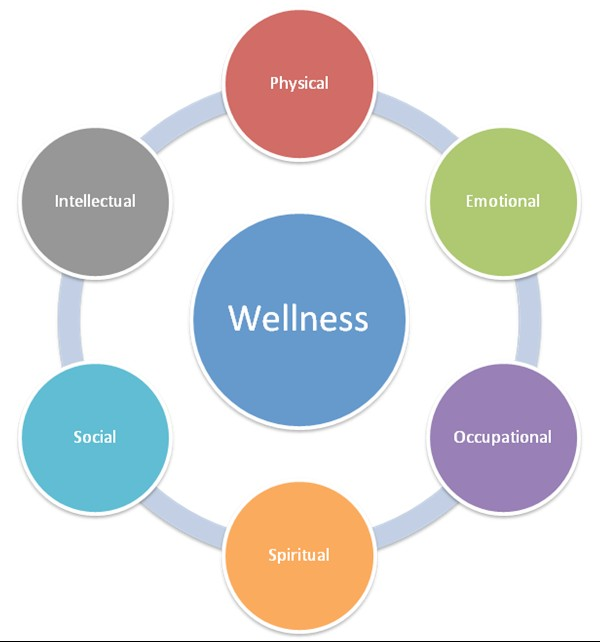 Physical
Intellectual
Emotional
Wellness
Social
Occupational
Spiritual